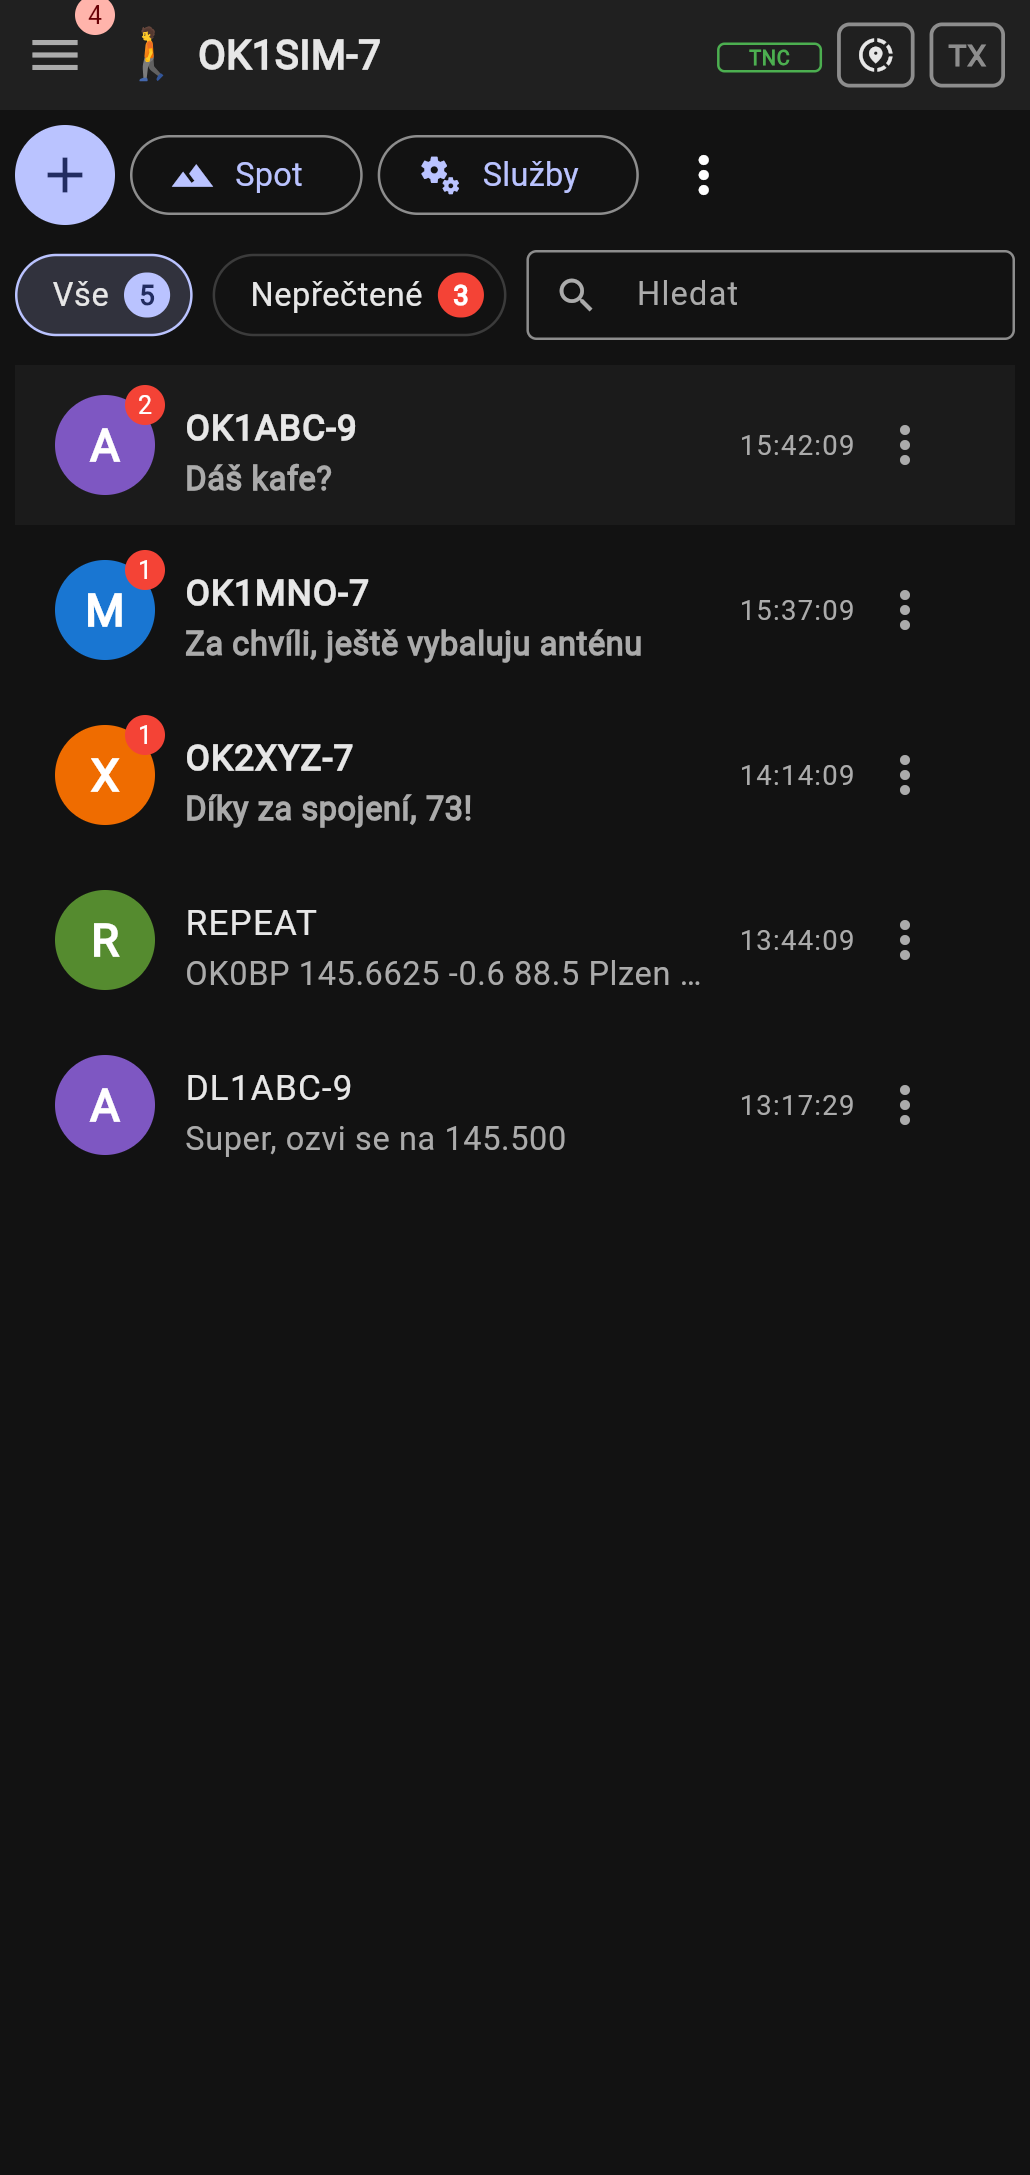 4
OK1SIM-7
TNC
TX
Spot
Služby
Vše 5
Nepřečtené 3
Hledat
A 2
OK1ABC-9
Dáš kafe?
15:42:09
M 1
OK1MNO-7
Za chvíli, ještě vybaluju anténu
15:37:09
X 1
OK2XYZ-7
Díky za spojení, 73!
14:14:09
R
REPEAT
OK0BP 145.6625 -0.6 88.5 Plzen ...
13:44:09
A
DL1ABC-9
Super, ozvi se na 145.500
13:17:29